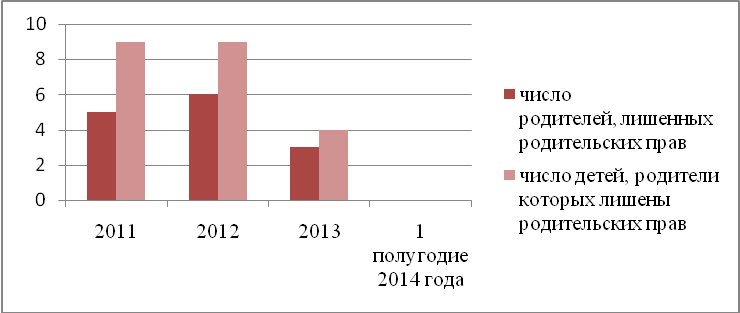 10
8
6
4
2
0
2011
2012
2013
1
полугодие
2014 года
число
родителей, лишенных
родительских прав
число детей, родители
которых лишены
родительских прав